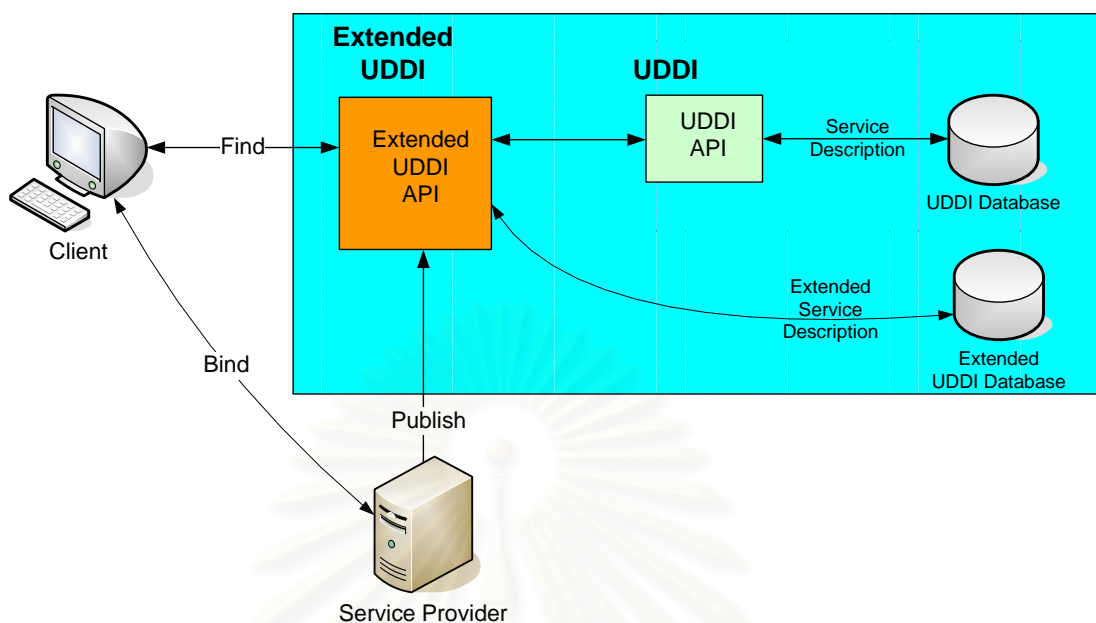 Extended
UDDI
UDDI
Extended
UDDI
API
UDDI
API
Service
Description
UDDI Database
Find
Client
Extended
Service
Description
Extended
UDDI Database
Bind
Publish
Service Provider